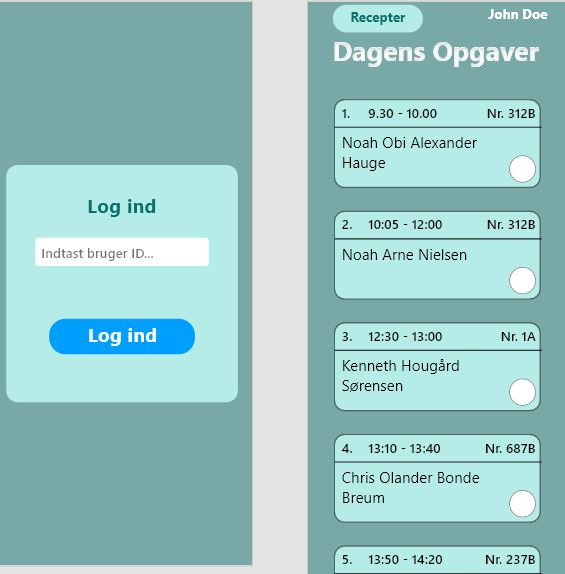 Log ind
Indtast bruger ID...
Log ind
Recepter
John Doe
Dagens Opgaver
1. 9.30 - 10.00 Nr. 312B
Noah Obi Alexander
Hauge
2. 10:05 - 12:00 Nr. 312B
Noah Arne Nielsen
3. 12:30 - 13:00 Nr. 1A
Kenneth Hougård
Sørensen
4. 13:10 - 13:40 Nr. 687B
Chris Olander Bonde
Breum
5. 13:50 - 14:20 Nr. 237B